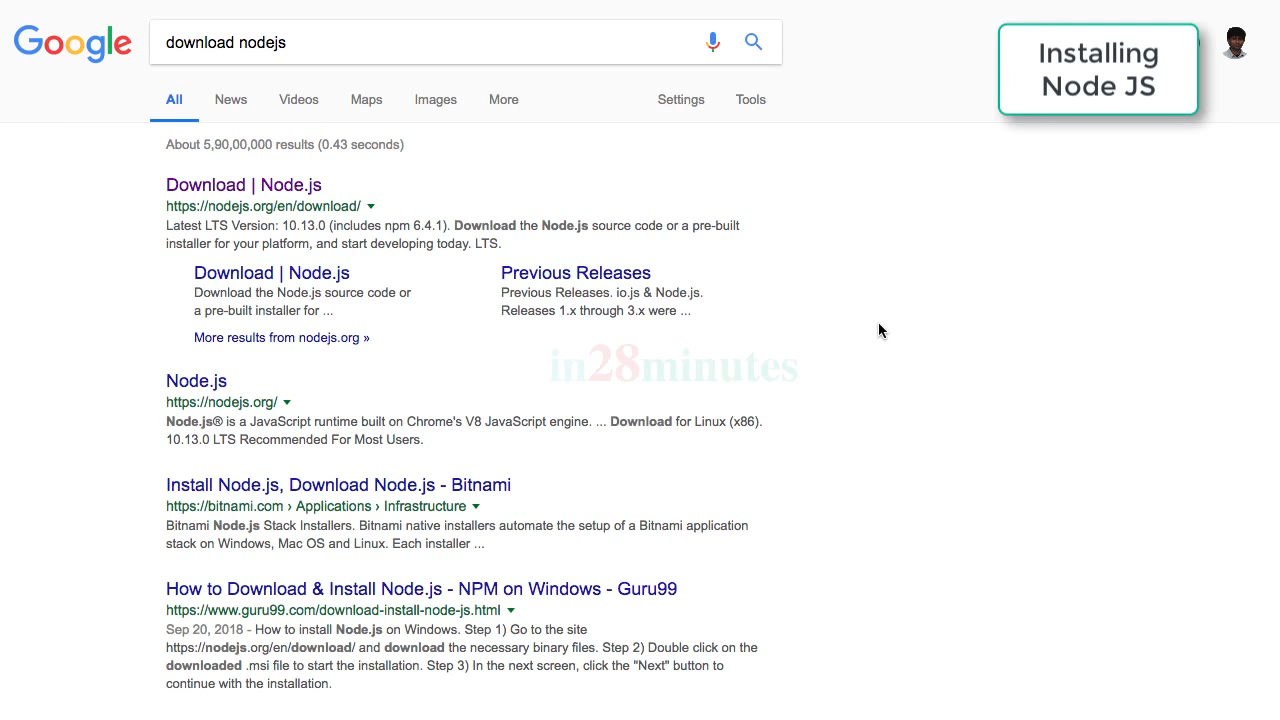 Google
download nodejs
Installing
Node JS
All News Videos Maps Images More Settings Tools
About 5,90,00,000 results (0.43 seconds)
Download | Node.js
https://nodejs.org/en/download/
Latest LTS Version: 10.13.0 (includes npm 6.4.1). Download the Node.js source code or a pre-built
installer for your platform, and start developing today. LTS.
Download | Node.js
Download the Node.js source code or
a pre-built installer for ...
Previous Releases
Previous Releases. io.js & Node.js.
Releases 1.x through 3.x were ...
More results from nodejs.org »
in28minutes
Node.js
https://nodejs.org/
Node.js® is a JavaScript runtime built on Chrome's V8 JavaScript engine. ... Download for Linux (x86).
10.13.0 LTS Recommended For Most Users.
Install Node.js, Download Node.js - Bitnami
https://bitnami.com › Applications › Infrastructure
Bitnami Node.js Stack Installers. Bitnami native installers automate the setup of a Bitnami application
stack on Windows, Mac OS and Linux. Each installer ...
How to Download & Install Node.js - NPM on Windows - Guru99
https://www.guru99.com/download-install-node-js.html
Sep 20, 2018 - How to install Node.js on Windows. Step 1) Go to the site
https://nodejs.org/en/download/ and download the necessary binary files. Step 2) Double click on the
downloaded .msi file to start the installation. Step 3) In the next screen, click the "Next" button to
continue with the installation.